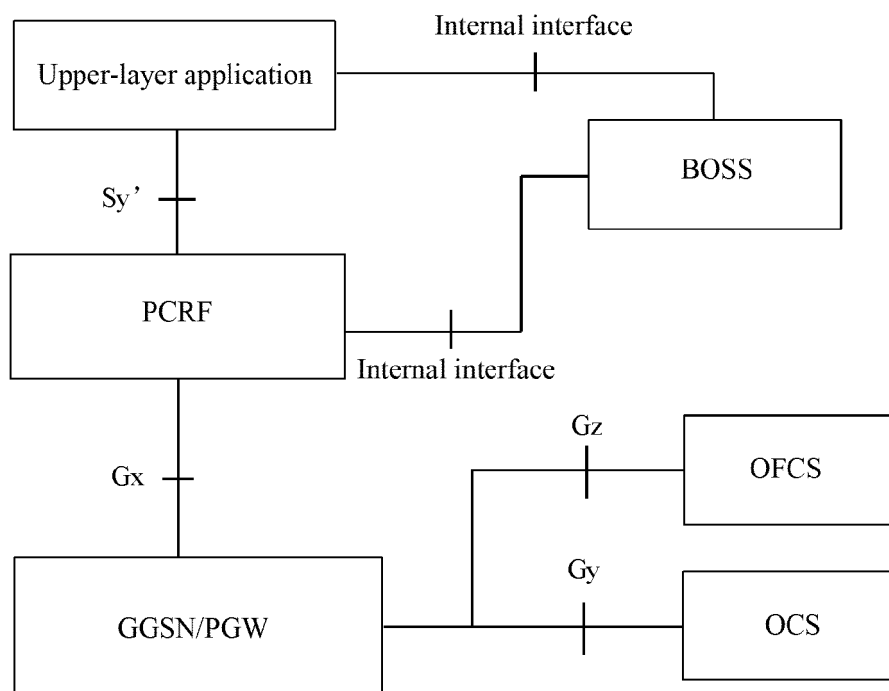 Internal interface
Upper-layer application
BOSS
Sy’
PCRF
Internal interface
Gz
Gx
OFCS
Gy
GGSN/PGW
OCS